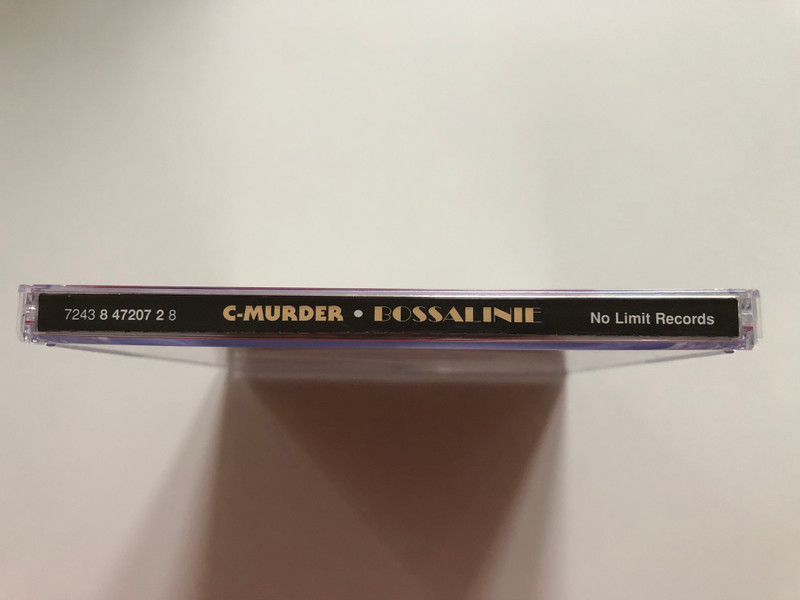 7243 8 47207 2 8 C-MURDER • BOSSALINIE No Limit Records